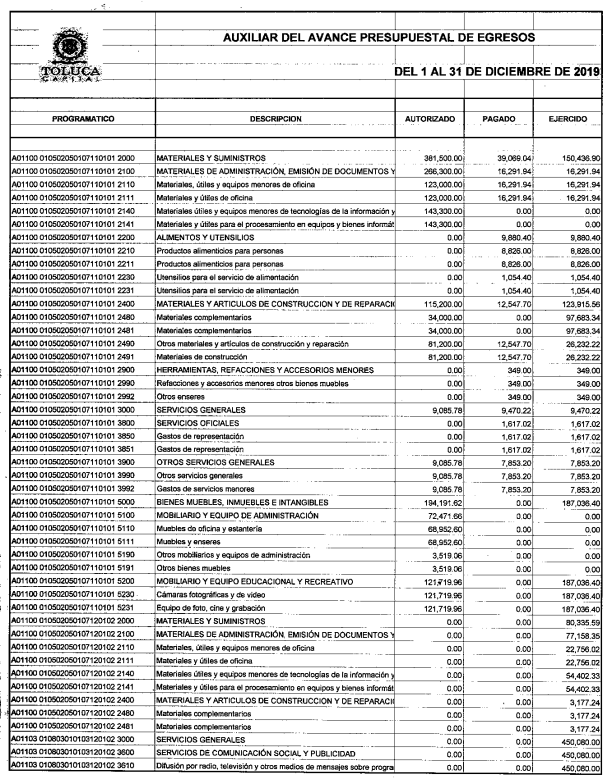 AUXILIAR DEL AVANCE PRESUPUESTAL DE EGRESOS
TOLUCA
CAPITAL
DEL 1 AL 31 DE DICIEMBRE DE 2019
PROGRAMATICO DESCRIPCION AUTORIZADO PAGADO EJERCIDO
A01100 010502050107110101 2000 MATERIALES Y SUMINISTROS 381,500.00 39,069.04 150,436.90
A01100 010502050107110101 2100 MATERIALES DE ADMINISTRACIÓN, EMISIÓN DE DOCUMENTOS Y 266,300.00 16,291.94 16,291.94
A01100 010502050107110101 2110 Materiales, útiles y equipos menores de oficina 123,000.00 16,291.94 16,291.94
A01100 010502050107110101 2111 Materiales y útiles de oficina 123,000.00 16,291.94 16,291.94
A01100 010502050107110101 2140 Materiales útiles y equipos menores de tecnologías de la información y 143,300.00 0.00 0.00
A01100 010502050107110101 2141 Materiales y útiles para el procesamiento en equipos y bienes informát 143,300.00 0.00 0.00
A01100 010502050107110101 2200 ALIMENTOS Y UTENSILIOS 0.00 9,880.40 9,880.40
A01100 010502050107110101 2210 Productos alimenticios para personas 0.00 8,826.00 8,826.00
A01100 010502050107110101 2211 Productos alimenticios para personas 0.00 8,826.00 8,826.00
A01100 010502050107110101 2230 Utensilios para el servicio de alimentación 0.00 1,054.40 1,054.40
A01100 010502050107110101 2231 Utensilios para el servicio de alimentación 0.00 1,054.40 1,054.40
A01100 010502050107110101 2400 MATERIALES Y ARTICULOS DE CONSTRUCCION Y DE REPARACI 115,200.00 12,547.70 123,915.56
A01100 010502050107110101 2480 Materiales complementarios 34,000.00 0.00 97,683.34
A01100 010502050107110101 2481 Materiales complementarios 34,000.00 0.00 97,683.34
A01100 010502050107110101 2490 Otros materiales y artículos de construcción y reparación 81,200.00 12,547.70 26,232.22
A01100 010502050107110101 2491 Materiales de construcción 81,200.00 12,547.70 26,232.22
A01100 010502050107110101 2900 HERRAMIENTAS, REFACCIONES Y ACCESORIOS MENORES 0.00 349.00 349.00
A01100 010502050107110101 2990 Refacciones y accesorios menores otros bienes muebles 0.00 349.00 349.00
A01100 010502050107110101 2992 Otros enseres 0.00 349.00 349.00
A01100 010502050107110101 3000 SERVICIOS GENERALES 9,085.78 9,470.22 9,470.22
A01100 010502050107110101 3800 SERVICIOS OFICIALES 0.00 1,617.02 1,617.02
A01100 010502050107110101 3850 Gastos de representación 0.00 1,617.02 1,617.02
A01100 010502050107110101 3851 Gastos de representación 0.00 1,617.02 1,617.02
A01100 010502050107110101 3900 OTROS SERVICIOS GENERALES 9,085.78 7,853.20 7,853.20
A01100 010502050107110101 3990 Otros servicios generales 9,085.78 7,853.20 7,853.20
A01100 010502050107110101 3992 Gastos de servicios menores 9,085.78 7,853.20 7,853.20
A01100 010502050107110101 5000 BIENES MUEBLES, INMUEBLES E INTANGIBLES 194,191.62 0.00 187,036.40
A01100 010502050107110101 5100 MOBILIARIO Y EQUIPO DE ADMINISTRACIÓN 72,471.66 0.00 0.00
A01100 010502050107110101 5110 Muebles de oficina y estantería 68,952.60 0.00 0.00
A01100 010502050107110101 5111 Muebles y enseres 68,952.60 0.00 0.00
A01100 010502050107110101 5190 Otros mobiliarios y equipos de administración 3,519.06 0.00 0.00
A01100 010502050107110101 5191 Otros bienes muebles 3,519.06 0.00 0.00
A01100 010502050107110101 5200 MOBILIARIO Y EQUIPO EDUCACIONAL Y RECREATIVO 121,719.96 0.00 187,036.40
A01100 010502050107110101 5230 Cámaras fotográficas y de video 121,719.96 0.00 187,036.40
A01100 010502050107110101 5231 Equipo de foto, cine y grabación 121,719.96 0.00 187,036.40
A01100 010502050107120102 2000 MATERIALES Y SUMINISTROS 0.00 0.00 80,335.59
A01100 010502050107120102 2100 MATERIALES DE ADMINISTRACIÓN, EMISIÓN DE DOCUMENTOS Y 0.00 0.00 77,158.35
A01100 010502050107120102 2110 Materiales, útiles y equipos menores de oficina 0.00 0.00 22,756.02
A01100 010502050107120102 2111 Materiales y útiles de oficina 0.00 0.00 22,756.02
A01100 010502050107120102 2140 Materiales útiles y equipos menores de tecnologías de la información y 0.00 0.00 54,402.33
A01100 010502050107120102 2141 Materiales y útiles para el procesamiento en equipos y bienes informát 0.00 0.00 54,402.33
A01100 010502050107120102 2400 MATERIALES Y ARTICULOS DE CONSTRUCCION Y DE REPARACI 0.00 0.00 3,177.24
A01100 010502050107120102 2480 Materiales complementarios 0.00 0.00 3,177.24
A01100 010502050107120102 2481 Materiales complementarios 0.00 0.00 3,177.24
A01103 010803010103120102 3000 SERVICIOS GENERALES 0.00 0.00 450,080.00
A01103 010803010103120102 3600 SERVICIOS DE COMUNICACIÓN SOCIAL Y PUBLICIDAD 0.00 0.00 450,080.00
A01103 010803010103120102 3610 Difusión por radio, televisión y otros medios de mensajes sobre progra 0.00 0.00 450,080.00